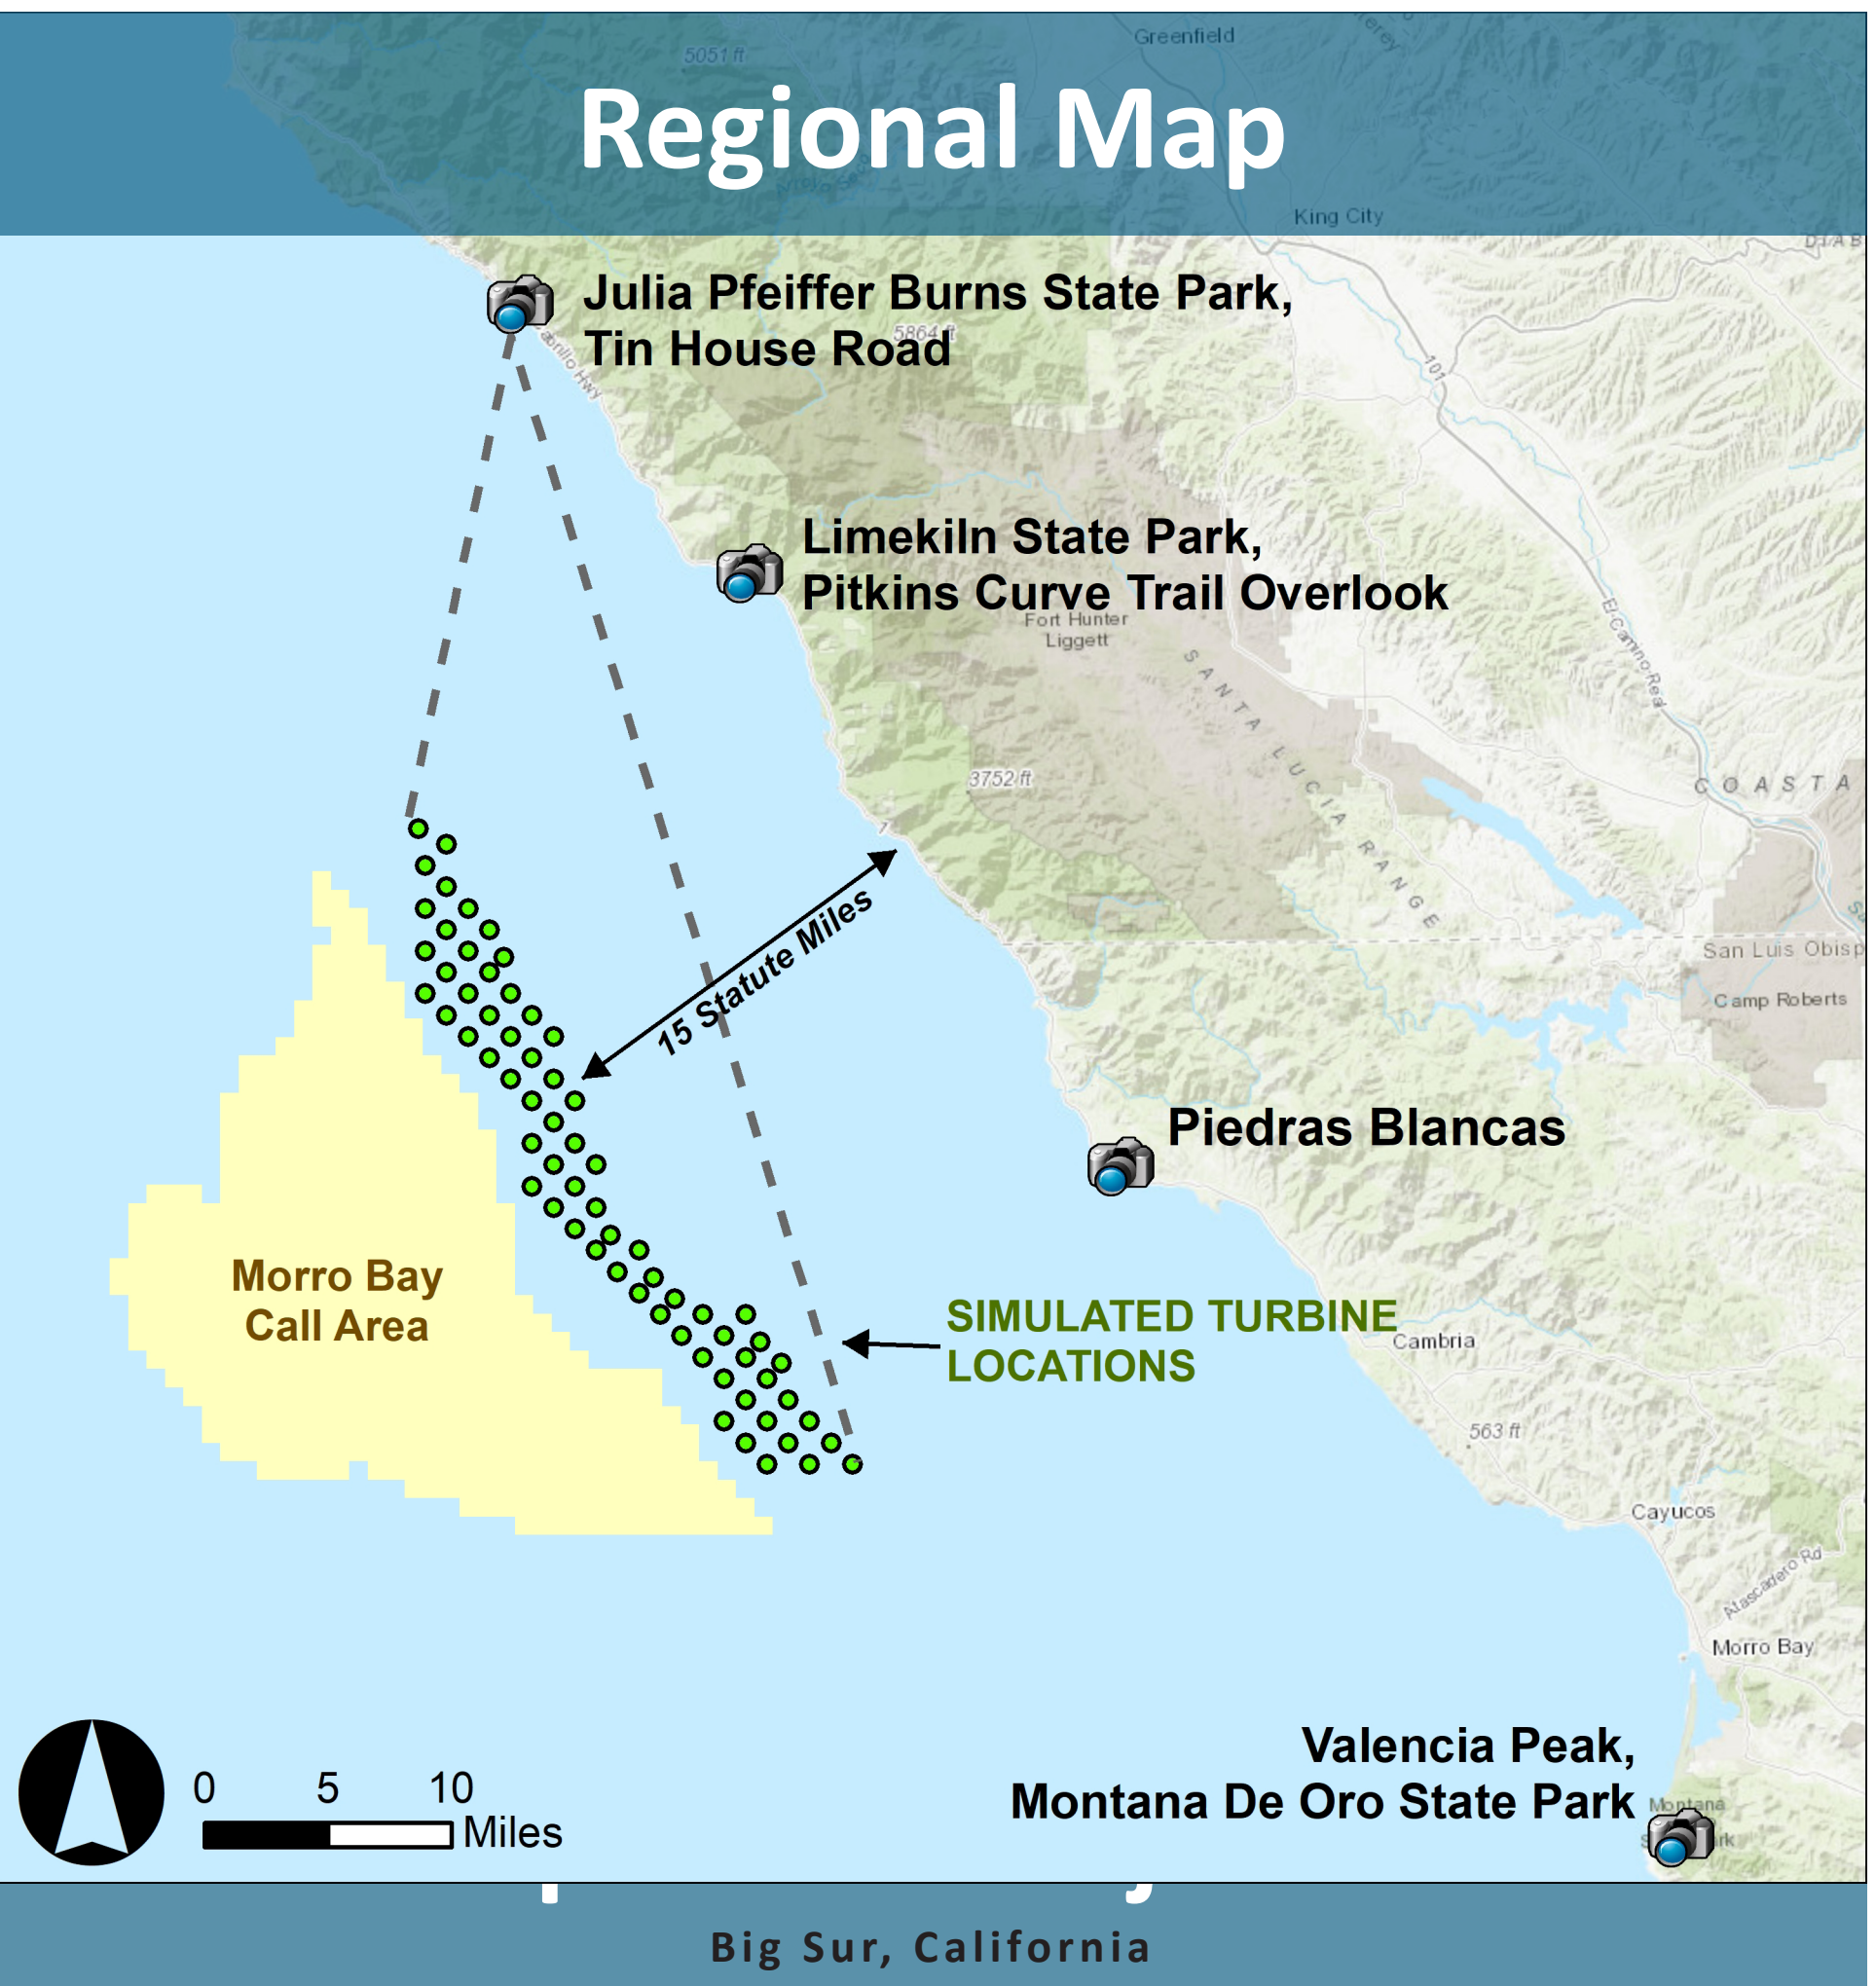 Greenfield
5051 ft
Regional Map
King City
DIAB
Julia Pfeiffer Burns State Park,
Tin House Road
5864 ft
Hwy
101
Limekiln State Park,
Pitkins Curve Trail Overlook
Fort Hunter
Liggett
El Camino Real
SANTA LUCIA RANGE
3752 ft
COASTA
1
15 Statute Miles
San Luis Obisp
Camp Roberts
Piedras Blancas
Morro Bay
Call Area
SIMULATED TURBINE
LOCATIONS
Cambria
563 ft
Cayucos
Atascadero Rd
Morro Bay
Valencia Peak,
Montana De Oro State Park
Montana
0 5 10
Miles
Big Sur, California